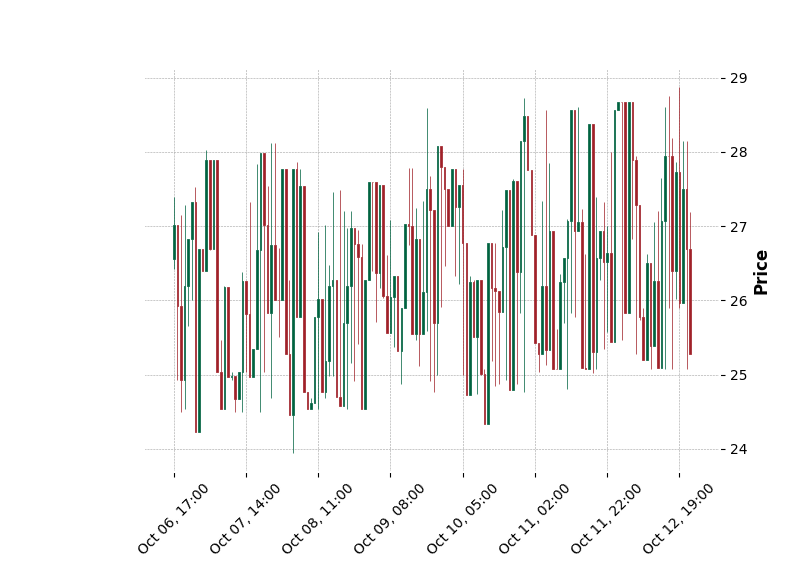 29
28
27
26
25
24
Price
Oct 06, 17:00
Oct 07, 14:00
Oct 08, 11:00
Oct 09, 08:00
Oct 10, 05:00
Oct 11, 02:00
Oct 11, 22:00
Oct 12, 19:00